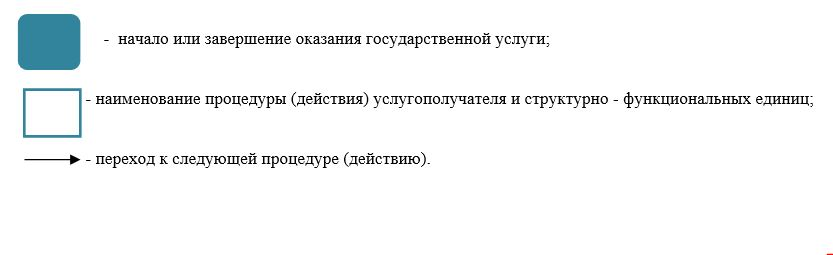 - начало или завершение оказания государственной услуги;
- наименование процедуры (действия) услугополучателя и структурно - функциональных единиц;
- переход к следующей процедуре (действию).